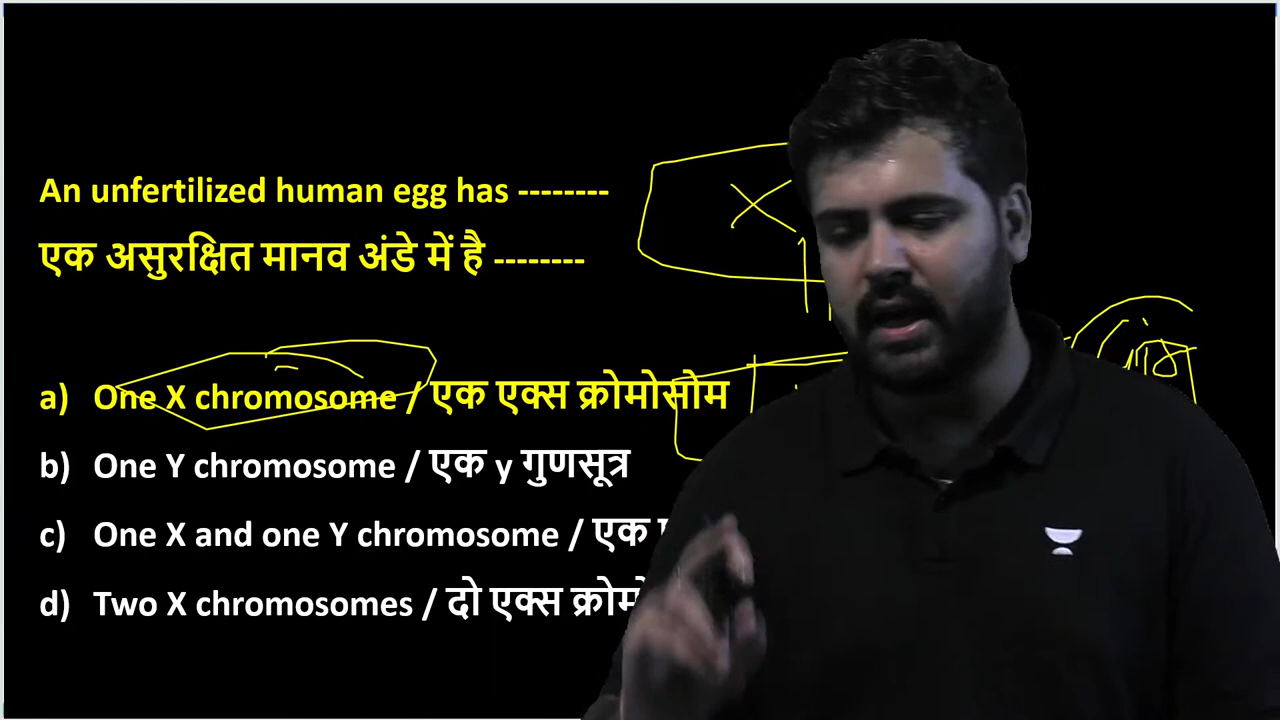 An unfertilized human egg has --------
एक असुरक्षित मानव अंडे में है --------
X
a) One X chromosome / एक एक्स क्रोमोसोम
b) One Y chromosome / एक y गुणसूत्र
c) One X and one Y chromosome / एक
d) Two X chromosomes / दो एक्स